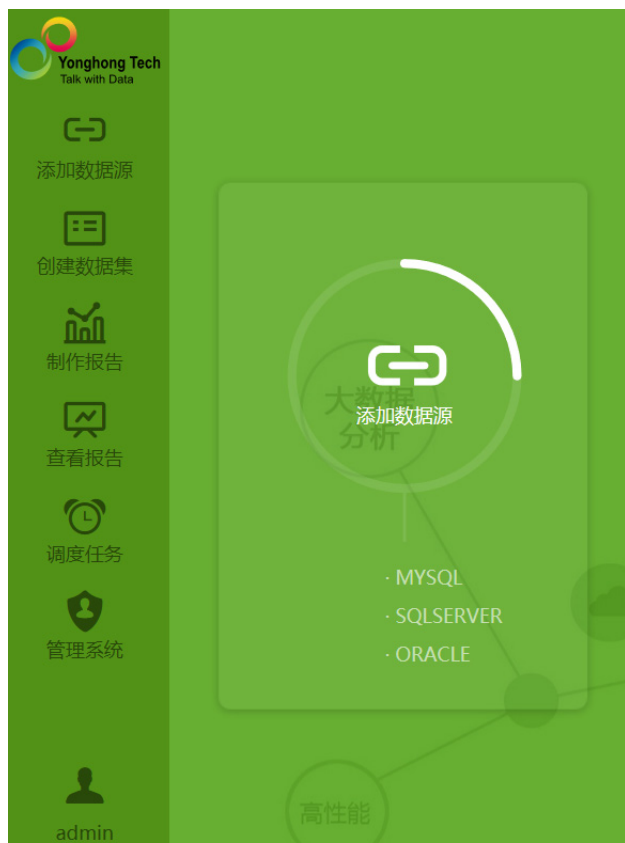 Yonghong Tech
Talk with Data
添加数据源
创建数据集
制作报告
查看报告
调度任务
管理系统
admin
大数据
分析
添加数据源
· MYSQL
· SQLSERVER
· ORACLE
高性能